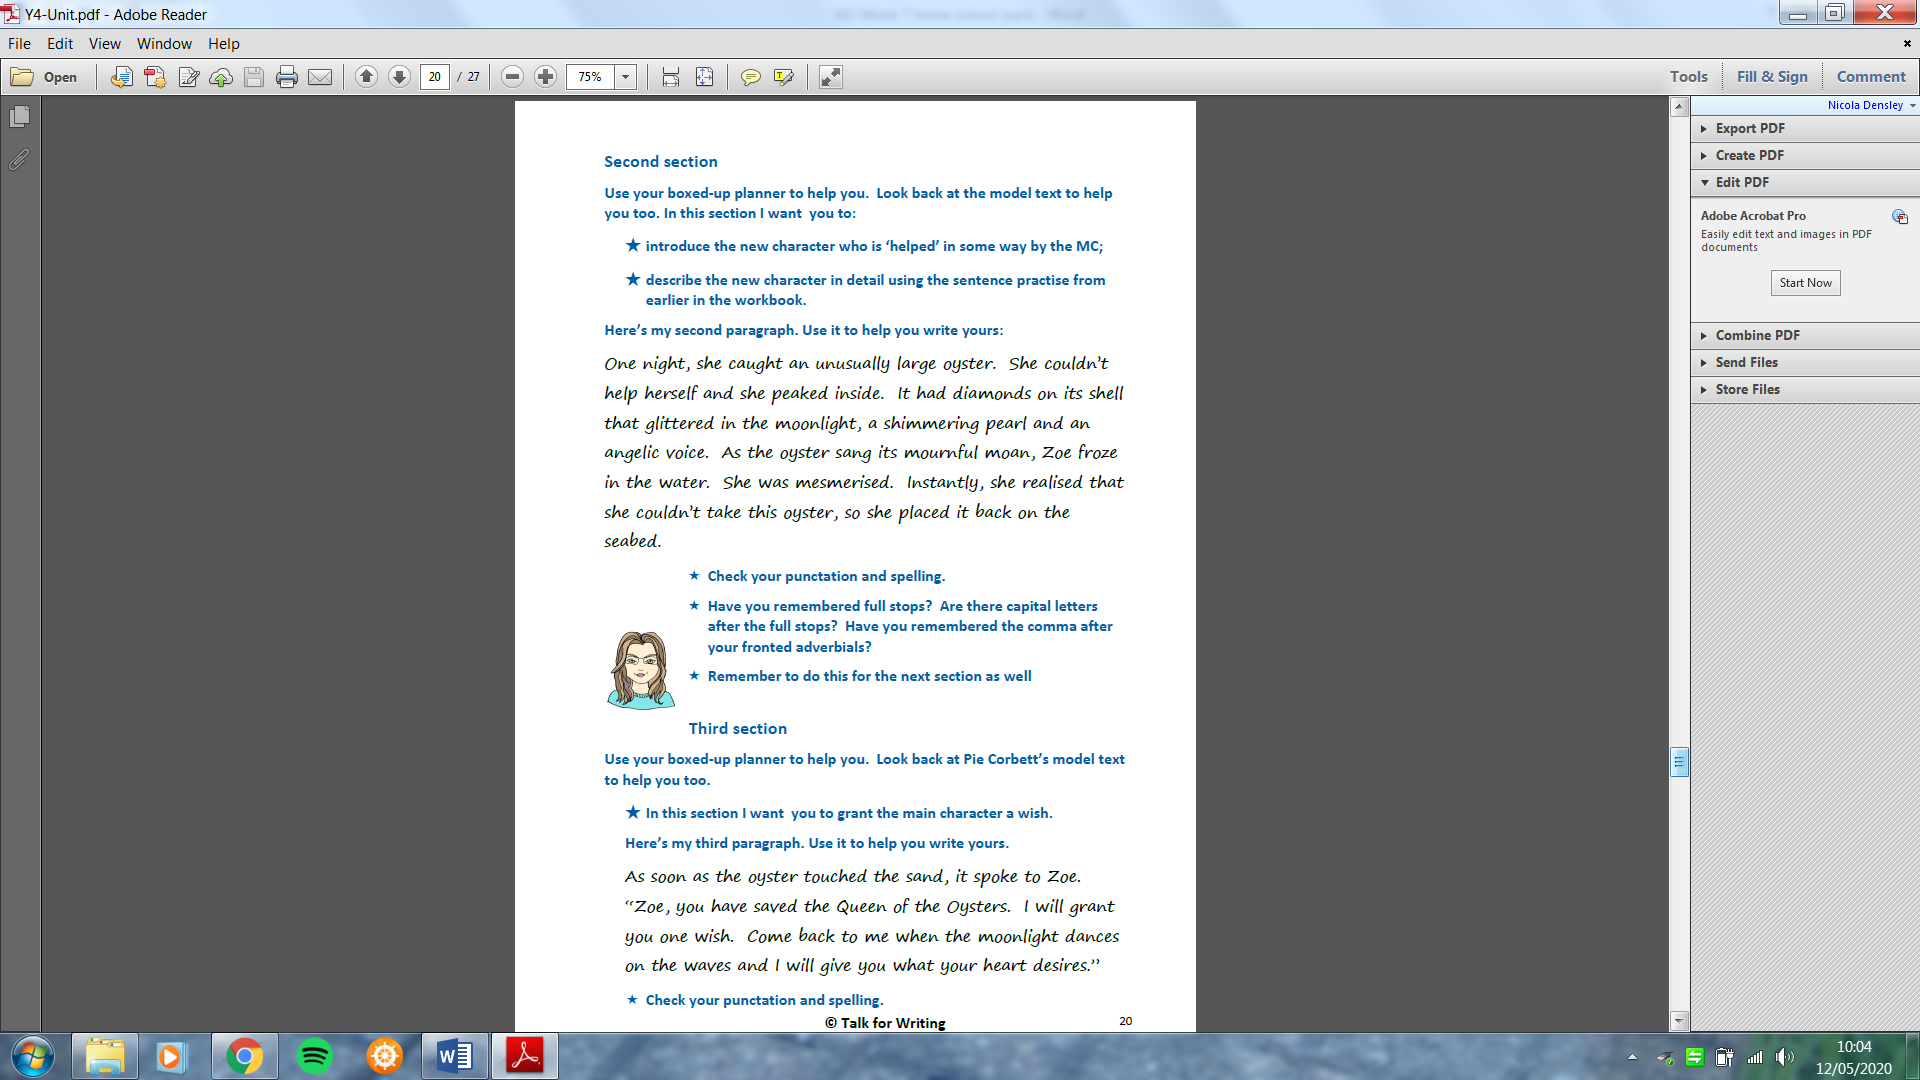 Y4-Unit.pdf - Adobe Reader
File Edit View Window Help
Open 20 / 27 75% Tools Fill & Sign Comment
Nicola Densley
Export PDF
Create PDF
Edit PDF
Adobe Acrobat Pro
Easily edit text and images in PDF
documents
Start Now
Combine PDF
Send Files
Store Files
Second section
Use your boxed-up planner to help you. Look back at the model text to help
you too. In this section I want you to:
★ introduce the new character who is ‘helped’ in some way by the MC;
★ describe the new character in detail using the sentence practise from
earlier in the workbook.
Here’s my second paragraph. Use it to help you write yours:
One night, she caught an unusually large oyster. She couldn’t
help herself and she peaked inside. It had diamonds on its shell
that glittered in the moonlight, a shimmering pearl and an
angelic voice. As the oyster sang its mournful moan, Zoe froze
in the water. She was mesmerised. Instantly, she realised that
she couldn’t take this oyster, so she placed it back on the
seabed.
★ Check your punctation and spelling.
★ Have you remembered full stops? Are there capital letters
after the full stops? Have you remembered the comma after
your fronted adverbials?
★ Remember to do this for the next section as well
Third section
Use your boxed-up planner to help you. Look back at Pie Corbett’s model text
to help you too.
★ In this section I want you to grant the main character a wish.
Here’s my third paragraph. Use it to help you write yours.
As soon as the oyster touched the sand, it spoke to Zoe.
“Zoe, you have saved the Queen of the Oysters. I will grant
you one wish. Come back to me when the moonlight dances
on the waves and I will give you what your heart desires.”
★ Check your punctation and spelling.
© Talk for Writing 20
10:04
12/05/2020